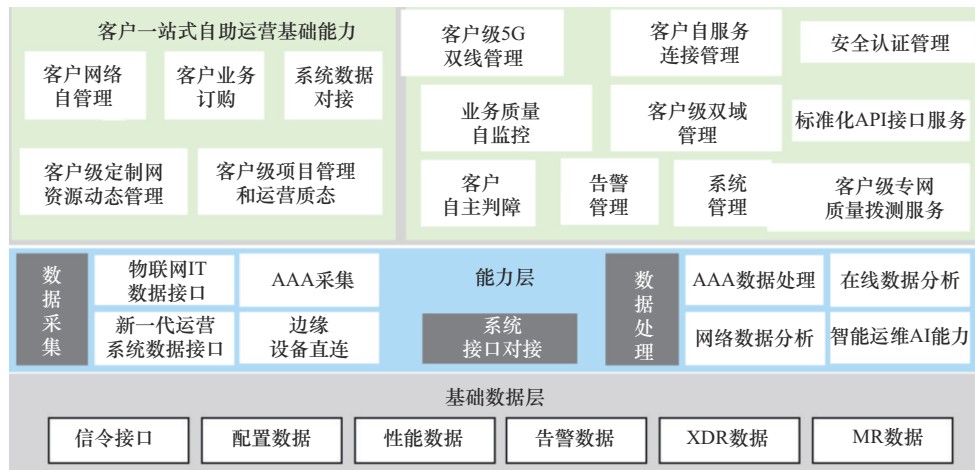 客户一站式自助运营基础能力
客户网络
自管理
客户业务
订购
系统数据
对接
客户级定制网
资源动态管理
客户级项目管理
和运营质态
客户级5G
双线管理
客户自服务
连接管理
安全认证管理
业务质量
自监控
客户级双域
管理
标准化API接口服务
客户
自主判障
告警
管理
系统
管理
客户级专网
质量拨测服务
数
据
采
集
物联网IT
数据接口
AAA采集
新一代运营
系统数据接口
边缘
设备直连
能力层
系统
接口对接
数
据
处
理
AAA数据处理
在线数据分析
网络数据分析
智能运维AI能力
基础数据层
信令接口
配置数据
性能数据
告警数据
XDR数据
MR数据